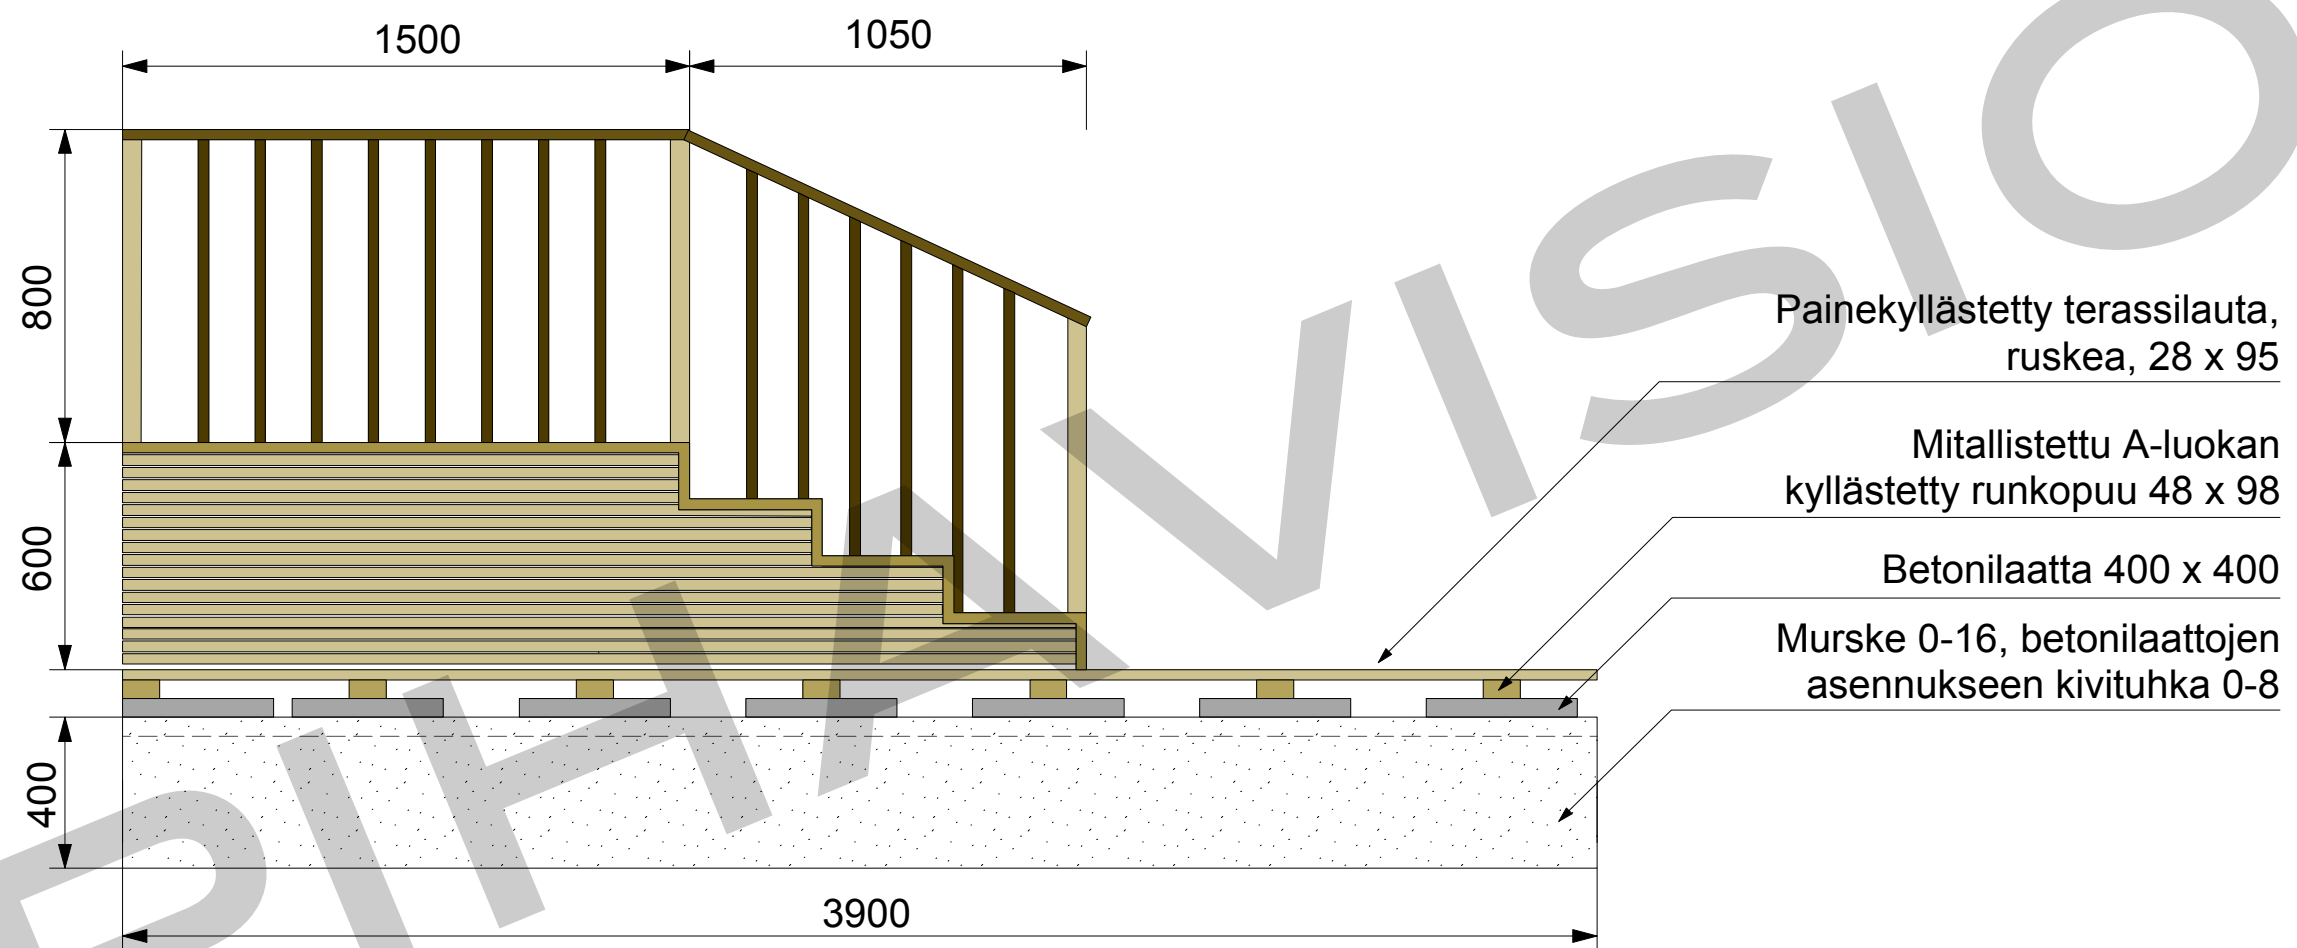 1500
1050
800
600
400
3900
Painekyllästetty terassilauta,
ruskea, 28 x 95
Mitallistettu A-luokan
kyllästetty runkopuu 48 x 98
Betonilaatta 400 x 400
Murske 0-16, betonilaattojen
asennukseen kivituhka 0-8
PIHAVISIO